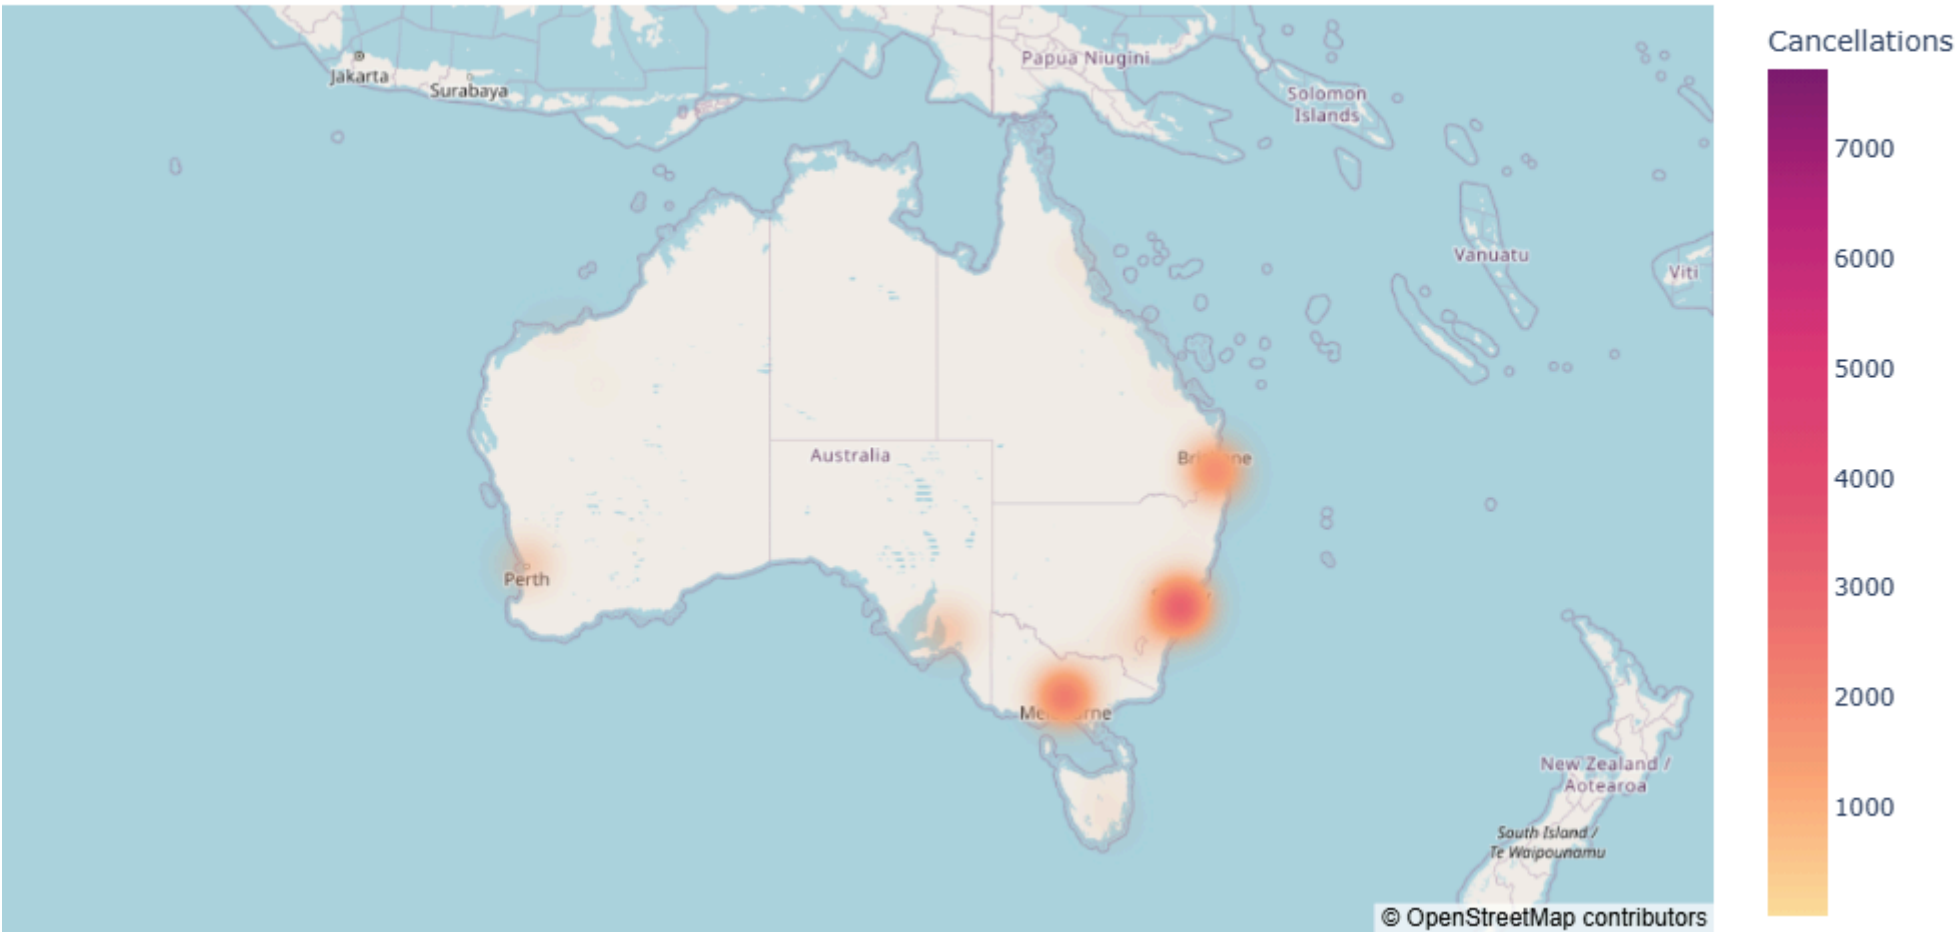 Jakarta
Surabaya
Papua Niugini
Solomon
Islands
Vanuatu
Viti
Australia
Perth
New Zealand /
Aotearoa
South Island /
Te Waipounamu
© OpenStreetMap contributors
Cancellations
7000
6000
5000
4000
3000
2000
1000